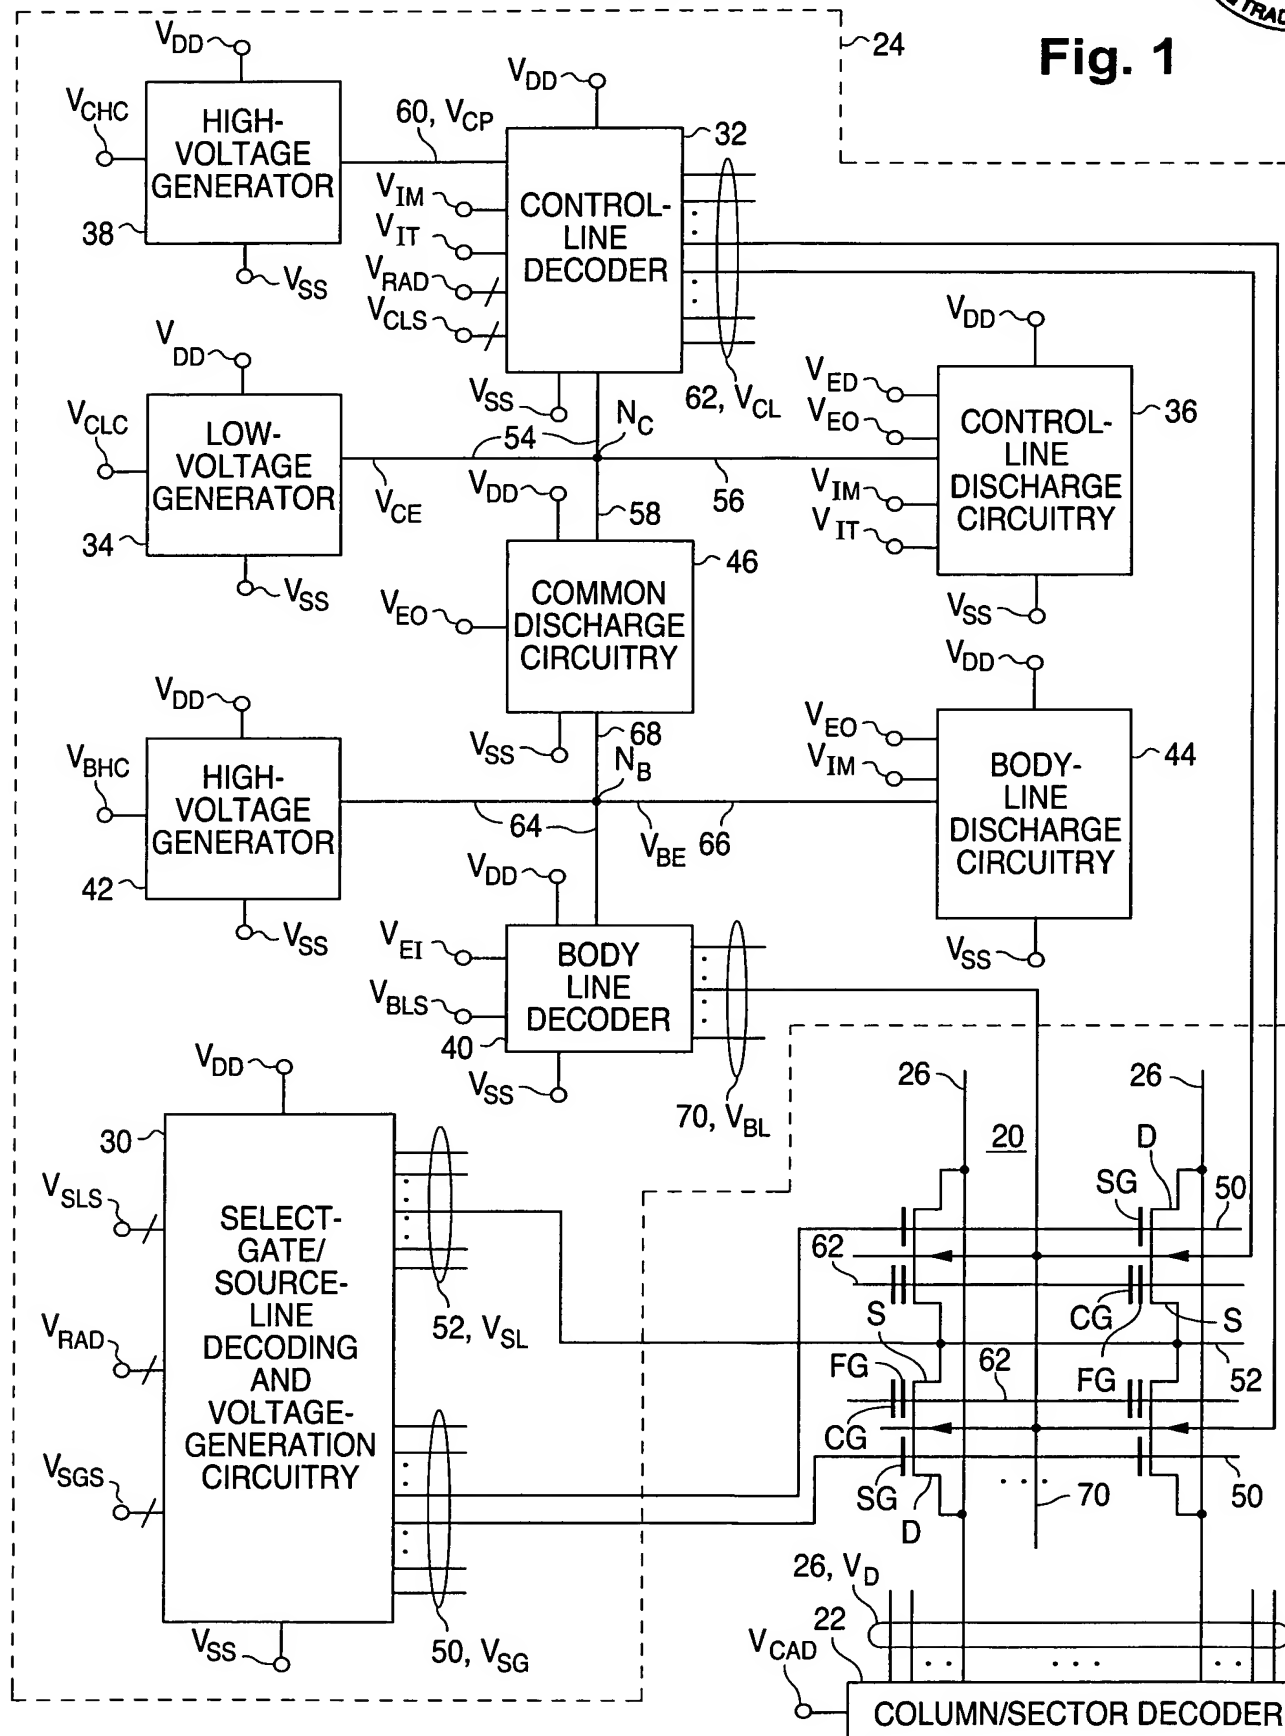 Fig. 1
TRAD
24
VDD
VCHC
HIGH-
VOLTAGE
GENERATOR
38
VSS
60, VCP
VDD
32
VIM
VIT
VRAD
VCLS
CONTROL-
LINE
DECODER
VSS
62, VCL
VDD
VCLC
LOW-
VOLTAGE
GENERATOR
34
VSS
54
NC
VCE
56
VDD
58
VDD
VED
VEO
VIM
VIT
36
CONTROL-
LINE
DISCHARGE
CIRCUITRY
VSS
46
VEO
COMMON
DISCHARGE
CIRCUITRY
VSS
68
NB
VDD
VBHC
HIGH-
VOLTAGE
GENERATOR
42
VSS
64
VBE
66
VDD
VEO
VIM
44
BODY-
LINE
DISCHARGE
CIRCUITRY
VSS
VDD
VEI
VBLS
BODY
LINE
DECODER
40
VSS
70, VBL
VDD
30
VSLS
VRAD
VSGS
SELECT-
GATE/
SOURCE-
LINE
DECODING
AND
VOLTAGE-
GENERATION
CIRCUITRY
VSS
52, VSL
50, VSG
26
26
20
D
SG
50
62
CG
S
S
FG
62
FG
52
CG
SG
D
70
50
26, VD
22
VCAD
COLUMN/SECTOR DECODER